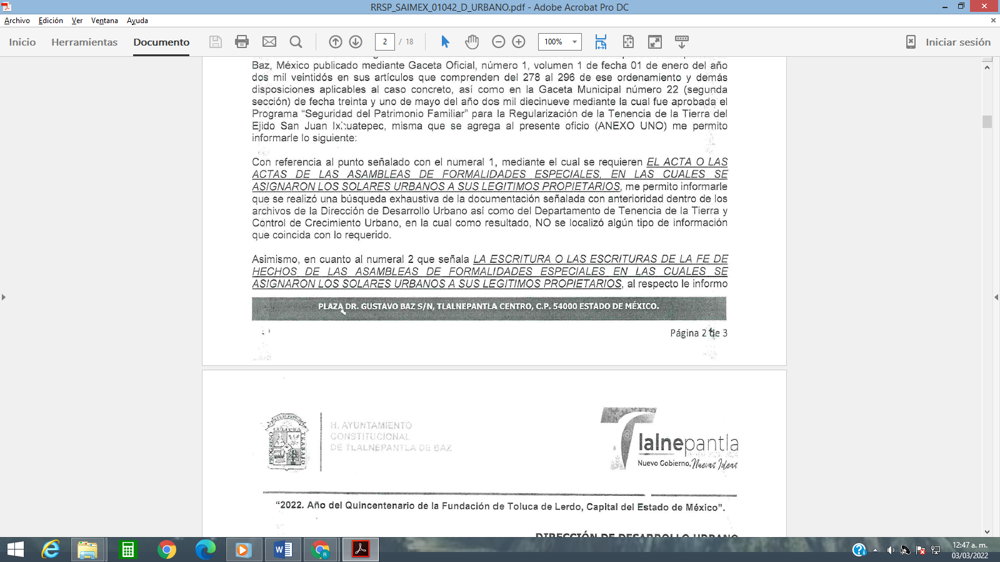 RRSP_SAIMEX_01042_D_URBANO.pdf - Adobe Acrobat Pro DC
Archivo Edición Ver Ventana Ayuda
Inicio Herramientas Documento 2 / 18 100% Iniciar sesión
Baz, México publicado mediante Gaceta Oficial, número 1, volumen 1 de fecha 01 de enero del año
dos mil veintidós en sus artículos que comprenden del 278 al 296 de ese ordenamiento y demás
disposiciones aplicables al caso concreto, así como en la Gaceta Municipal número 22 (segunda
sección) de fecha treinta y uno de mayo del año dos mil diecinueve mediante la cual fue aprobada el
Programa “Seguridad del Patrimonio Familiar” para la Regularización de la Tenencia de la Tierra del
Ejido San Juan Ixhuatepec, misma que se agrega al presente oficio (ANEXO UNO) me permito
informarle lo siguiente:
Con referencia al punto señalado con el numeral 1, mediante el cual se requieren EL ACTA O LAS
ACTAS DE LAS ASAMBLEAS DE FORMALIDADES ESPECIALES, EN LAS CUALES SE
ASIGNARON LOS SOLARES URBANOS A SUS LEGITIMOS PROPIETARIOS, me permito informarle
que se realizó una búsqueda exhaustiva de la documentación señalada con anterioridad dentro de los
archivos de la Dirección de Desarrollo Urbano así como del Departamento de Tenencia de la Tierra y
Control de Crecimiento Urbano, en la cual como resultado, NO se localizó algún tipo de información
que coincida con lo requerido.
Asimismo, en cuanto al numeral 2 que señala LA ESCRITURA O LAS ESCRITURAS DE LA FE DE
HECHOS DE LAS ASAMBLEAS DE FORMALIDADES ESPECIALES EN LAS CUALES SE
ASIGNARON LOS SOLARES URBANOS A SUS LEGITIMOS PROPIETARIOS, al respecto le informo
PLAZA DR. GUSTAVO BAZ S/N, TLALNEPANTLA CENTRO, C.P. 54000 ESTADO DE MÉXICO.
Página 2 de 3
CULTURA
PROGRESO
TRABAJO
H. AYUNTAMIENTO
CONSTITUCIONAL
DE TLALNEPANTLA DE BAZ
Tlalnepantla
Nuevo Gobierno, Nuevas Ideas
“2022. Año del Quincentenario de la Fundación de Toluca de Lerdo, Capital del Estado de México”.
DIRECCIÓN DE DESARROLLO URBANO
12:47 a. m.
03/03/2022